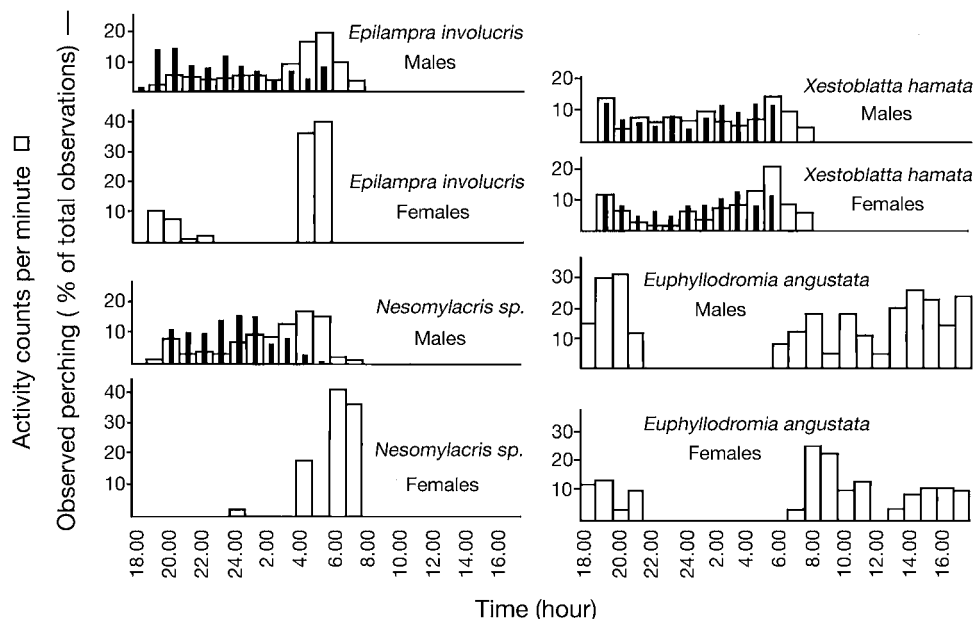 Activity counts per minute □
Observed perching ( % of total observations) —
20
10
Epilampra involucris
Males
40
30
20
10
Epilampra involucris
Females
20
10
Nesomylacris sp.
Males
40
30
20
10
Nesomylacris sp.
Females
18.00
20.00
22.00
24.00
2.00
4.00
6.00
8.00
10.00
12.00
14.00
16.00
20
10
Xestoblatta hamata
Males
20
10
Xestoblatta hamata
Females
30
20
10
Euphyllodromia angustata
Males
30
20
10
Euphyllodromia angustata
Females
18.00
20.00
22.00
24.00
2.00
4.00
6.00
8.00
10.00
12.00
14.00
16.00
Time (hour)